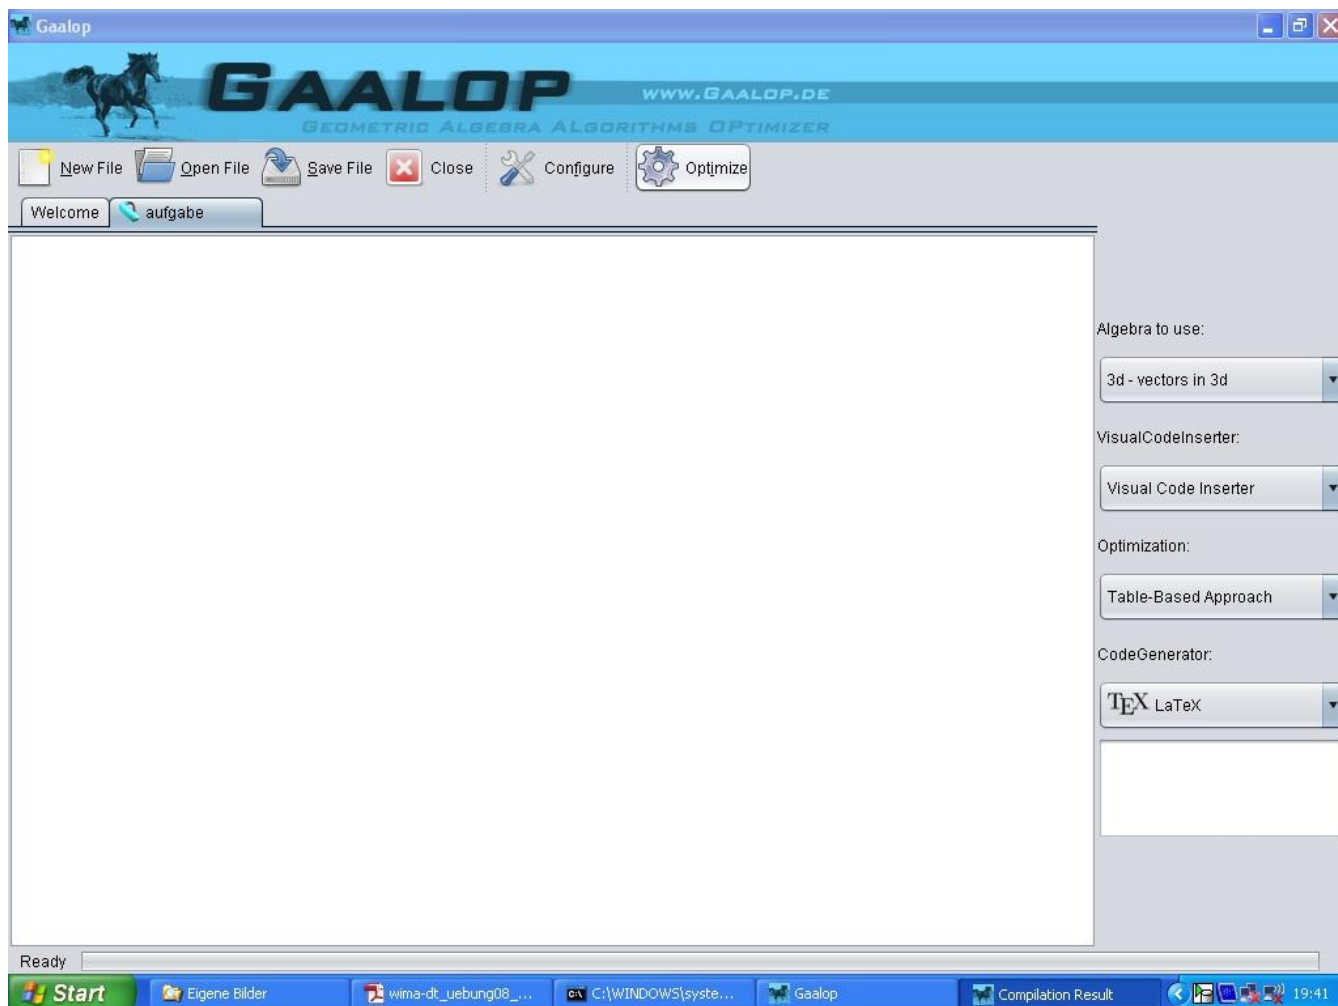 Gaalop
GAALOP
WWW.GAALOP.DE
GEOMETRIC ALGEBRA ALGORITHMS OPTIMIZER
New File Open File Save File Close Configure Optimize
Welcome aufgabe
Algebra to use:
3d - vectors in 3d
VisualCodeInserter:
Visual Code Inserter
Optimization:
Table-Based Approach
CodeGenerator:
TEX LaTeX
Ready
Start Eigene Bilder wima-dt_uebung08_... C:\WINDOWS\syste... Gaalop Compilation Result 19:41